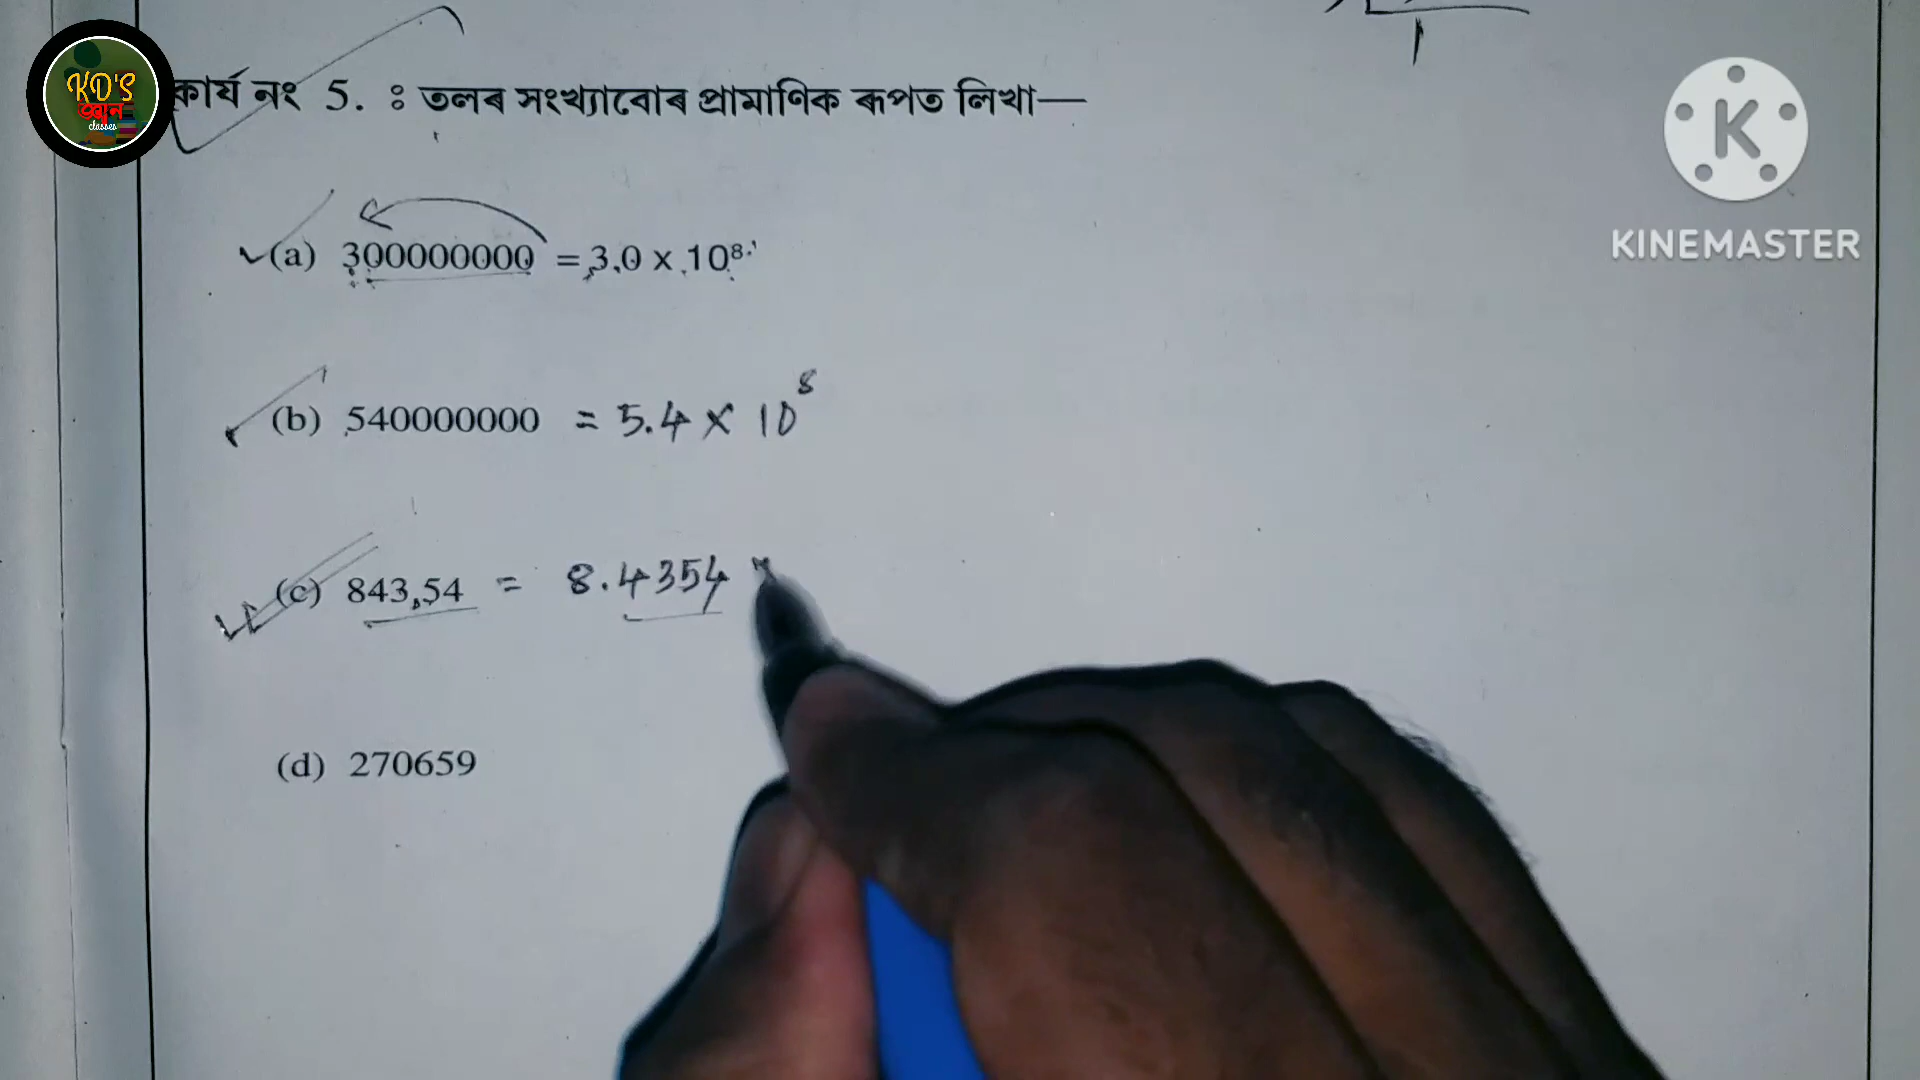 KD'S
জ্ঞান
classes
কাৰ্য নং 5. ঃ তলৰ সংখ্যাবোৰ প্ৰামাণিক ৰূপত লিখা—
K
KINEMASTER
(a) 300000000 = 3.0 x 10⁸
(b) 540000000 = 5.4 × 10⁸
(c) 843.54 = 8.4354
(d) 270659